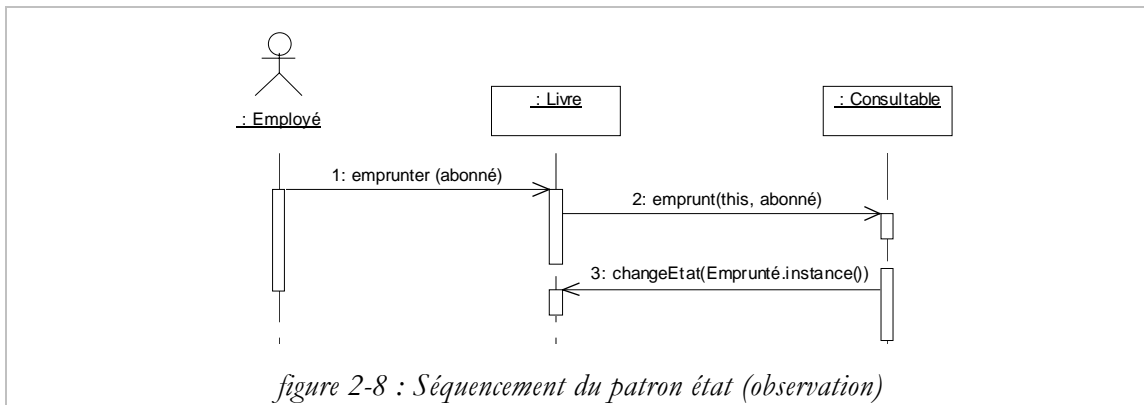 : Employé
: Livre
: Consultable
1: emprunter (abonné)
2: emprunt(this, abonné)
3: changeEtat(Emprunté.instance())
figure 2-8 : Séquencement du patron état (observation)